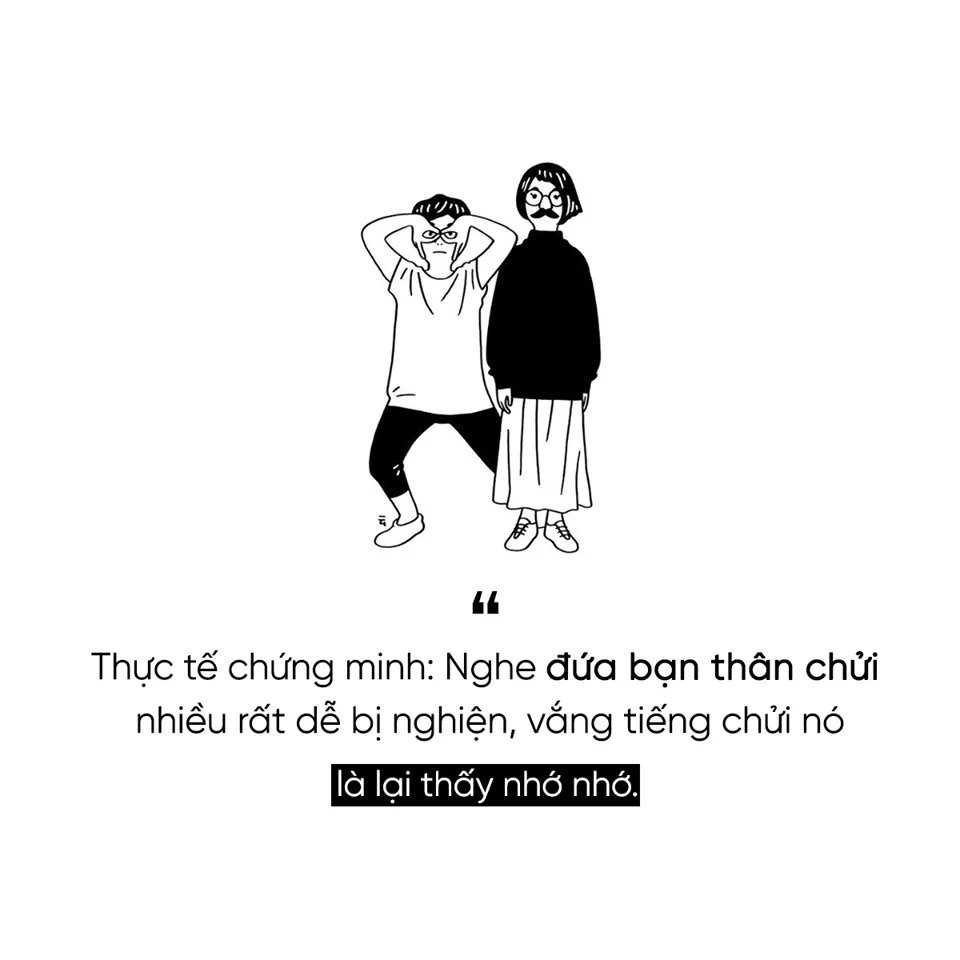 ❝
Thực tế chứng minh: Nghe đứa bạn thân chửi
nhiều rất dễ bị nghiện, vắng tiếng chửi nó
là lại thấy nhớ nhớ.